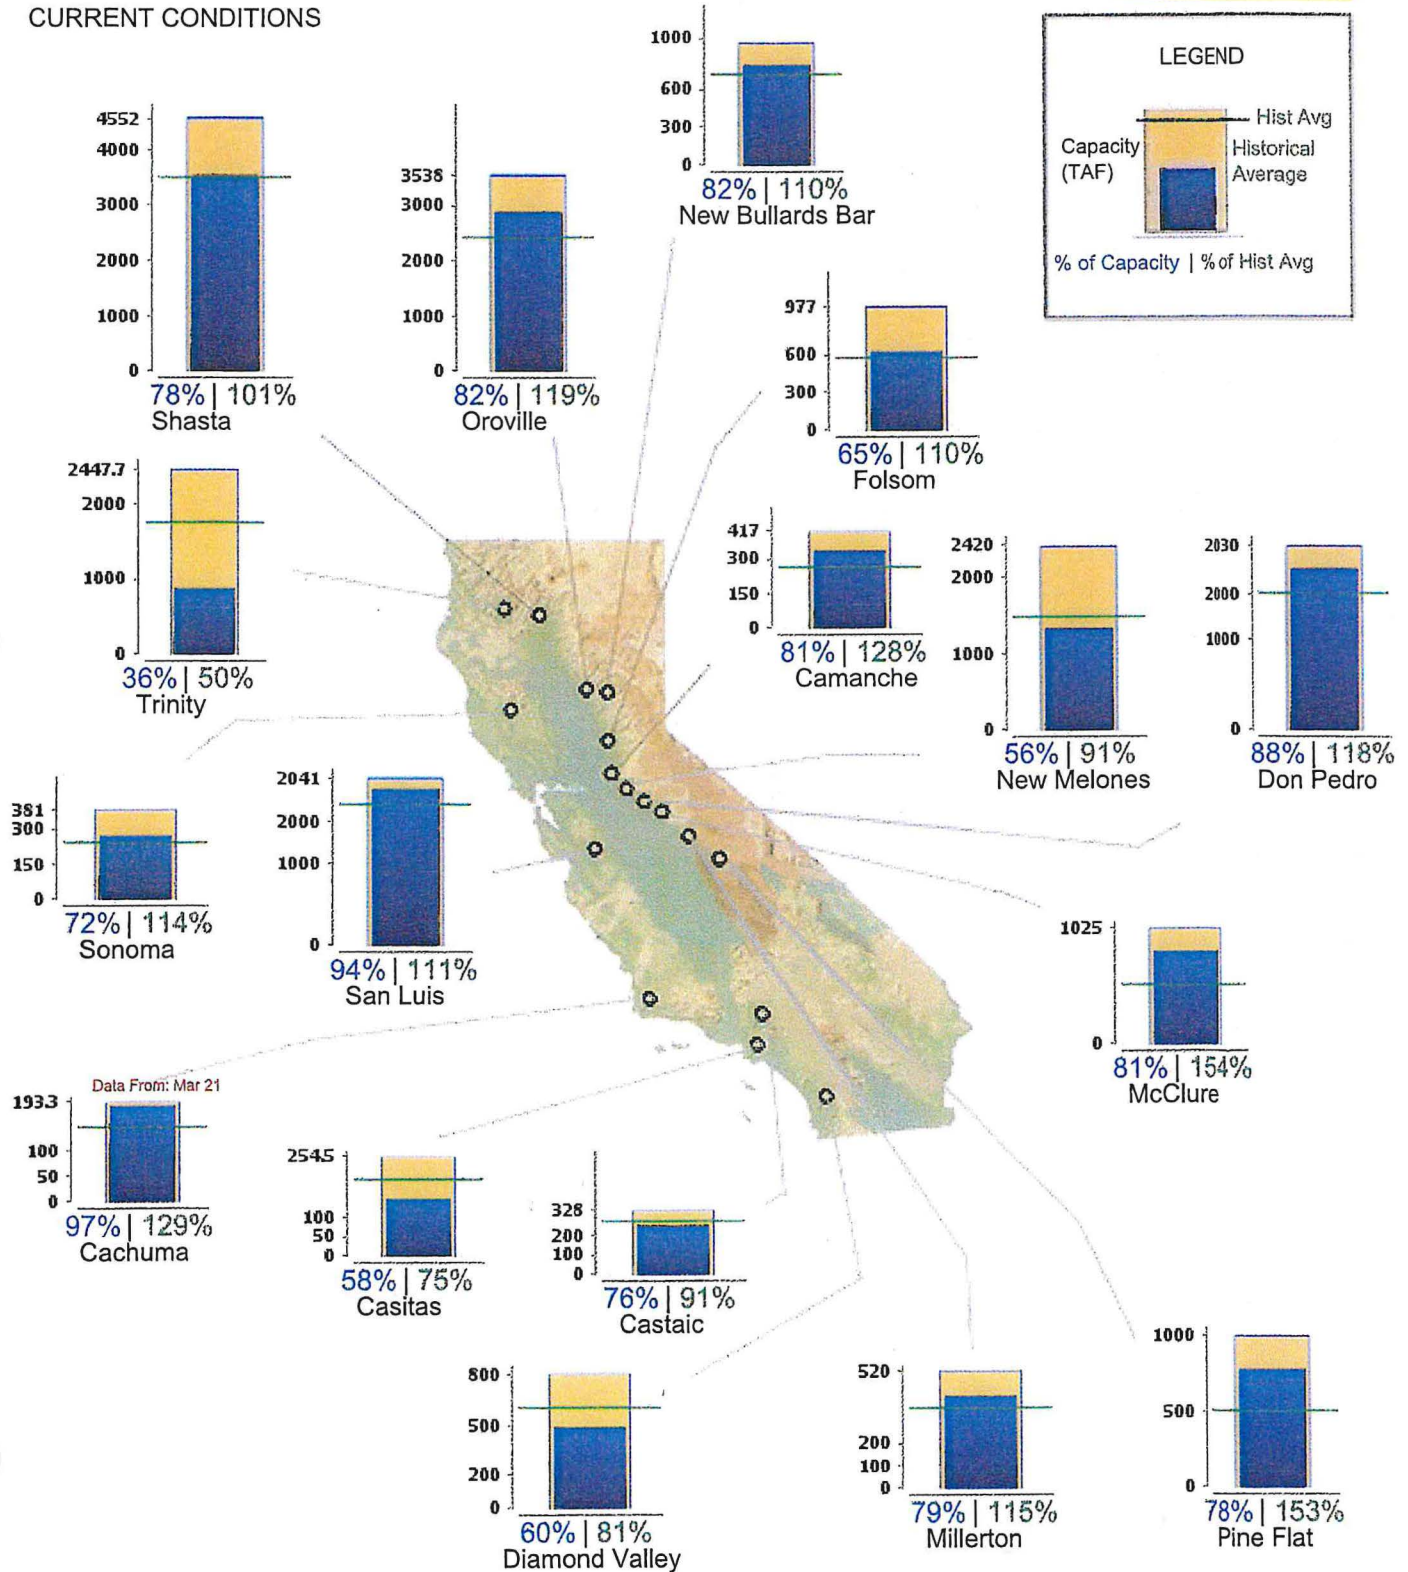 CURRENT CONDITIONS
1000
600
300
0
82% | 110%
New Bullards Bar
LEGEND
Hist Avg
Capacity
(TAF)
Historical
Average
% of Capacity | % of Hist Avg
4552
4000
3000
2000
1000
0
78% | 101%
Shasta
3538
3000
2000
1000
0
82% | 119%
Oroville
977
600
300
0
65% | 110%
Folsom
2447.7
2000
1000
0
36% | 50%
Trinity
417
300
150
0
81% | 128%
Camanche
2420
2000
1000
0
56% | 91%
New Melones
2030
2000
1000
0
88% | 118%
Don Pedro
381
300
150
0
72% | 114%
Sonoma
2041
2000
1000
0
94% | 111%
San Luis
1025
0
81% | 154%
McClure
Data From: Mar 21
193.3
100
50
0
97% | 129%
Cachuma
254.5
100
50
0
58% | 75%
Casitas
328
200
100
0
76% | 91%
Castaic
800
500
200
0
60% | 81%
Diamond Valley
520
200
100
0
79% | 115%
Millerton
1000
500
0
78% | 153%
Pine Flat